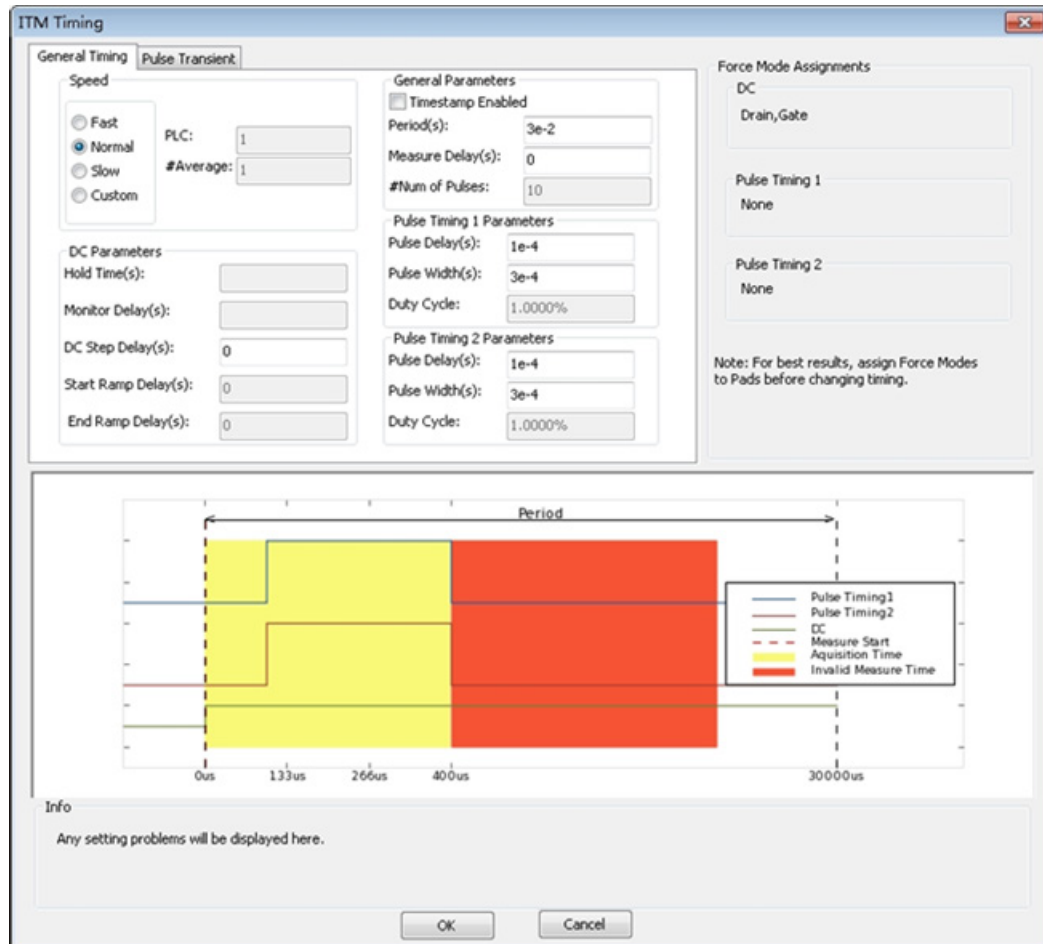 ITM Timing
General Timing
Pulse Transient
Speed
Fast
Normal
Slow
Custom
PLC:
1
#Average:
1
DC Parameters
Hold Time(s):
Monitor Delay(s):
DC Step Delay(s):
0
Start Ramp Delay(s):
0
End Ramp Delay(s):
0
General Parameters
Timestamp Enabled
Period(s):
3e-2
Measure Delay(s):
0
#Num of Pulses:
10
Pulse Timing 1 Parameters
Pulse Delay(s):
1e-4
Pulse Width(s):
3e-4
Duty Cycle:
1.0000%
Pulse Timing 2 Parameters
Pulse Delay(s):
1e-4
Pulse Width(s):
3e-4
Duty Cycle:
1.0000%
Force Mode Assignments
DC
Drain,Gate
Pulse Timing 1
None
Pulse Timing 2
None
Note: For best results, assign Force Modes
to Pads before changing timing.
Period
Pulse Timing1
Pulse Timing2
DC
Measure Start
Aquisition Time
Invalid Measure Time
0us
133us
266us
400us
30000us
Info
Any setting problems will be displayed here.
OK
Cancel